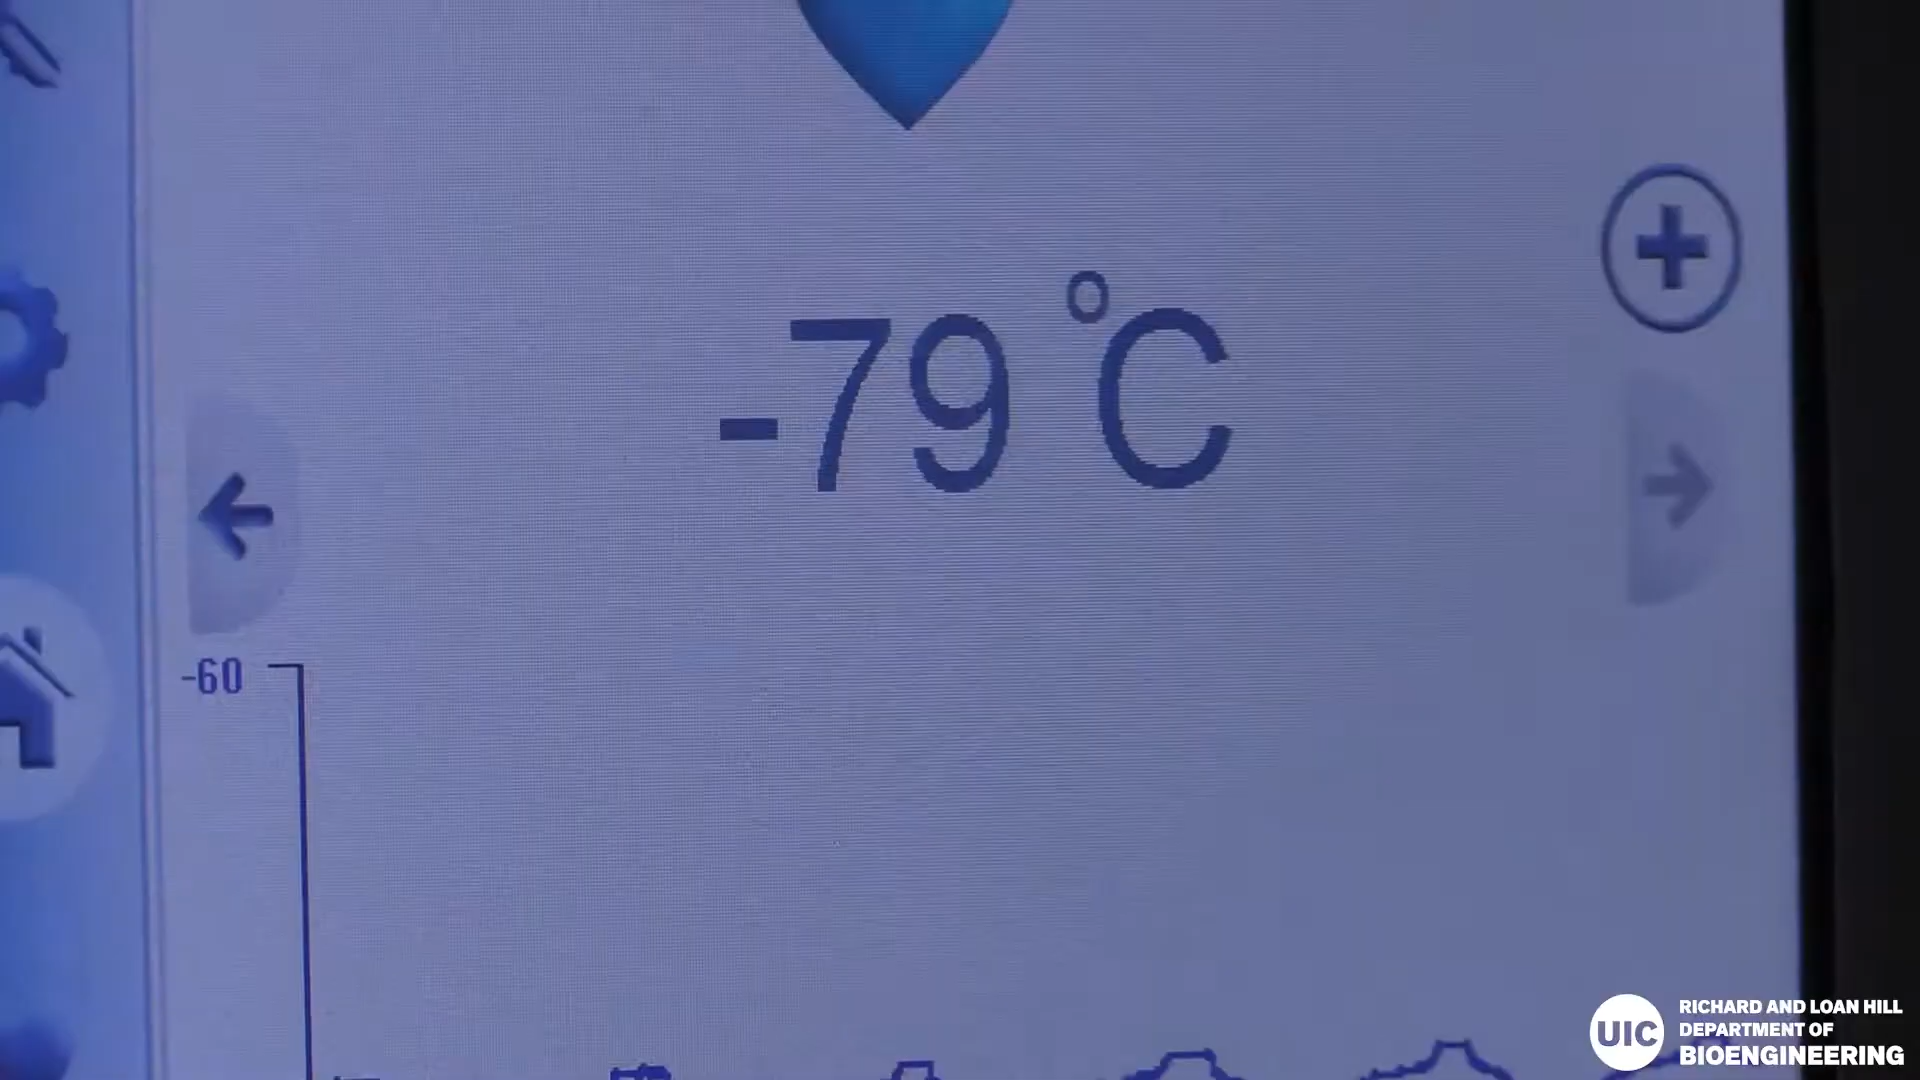 -79 °C
-60
UIC
RICHARD AND LOAN HILL
DEPARTMENT OF
BIOENGINEERING